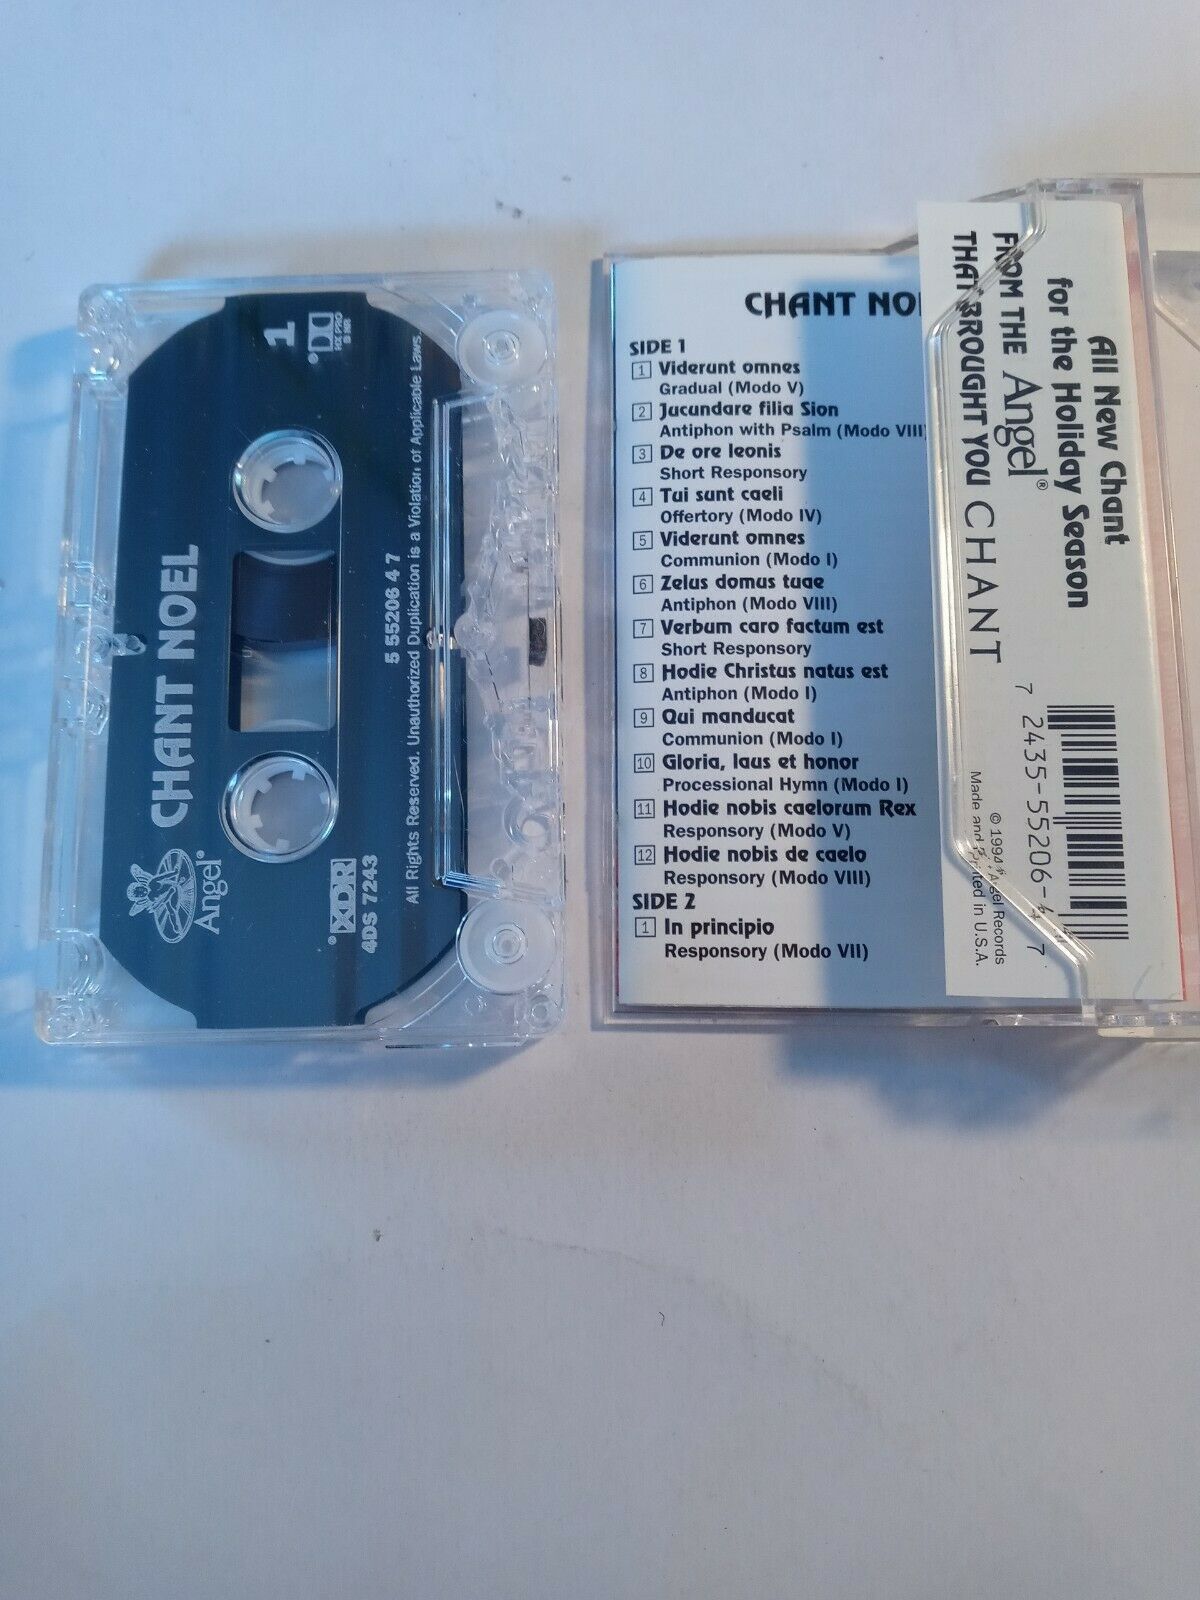 1
HX PRO
B NR
CHANT NOEL
Angel®
XDR®
4DS 7243
5 55206 4 7
All Rights Reserved. Unauthorized Duplication is a Violation of Applicable Laws.
CHANT NO
SIDE 1
1 Viderunt omnes
Gradual (Modo V)
2 Jucundare filia Sion
Antiphon with Psalm (Modo VIII
3 De ore leonis
Short Responsory
4 Tui sunt caeli
Offertory (Modo IV)
5 Viderunt omnes
Communion (Modo I)
6 Zelus domus tuae
Antiphon (Modo VIII)
7 Verbum caro factum est
Short Responsory
8 Hodie Christus natus est
Antiphon (Modo I)
9 Qui manducat
Communion (Modo I)
10 Gloria, laus et honor
Processional Hymn (Modo I)
11 Hodie nobis caelorum Rex
Responsory (Modo V)
12 Hodie nobis de caelo
Responsory (Modo VIII)
SIDE 2
1 In principio
Responsory (Modo VII)
All New Chant
for the Holiday Season
FROM THE Angel®
THAT BROUGHT YOU CHANT
7 2435-55206-4 7
© 1994 Angel Records
Made and Printed in U.S.A.